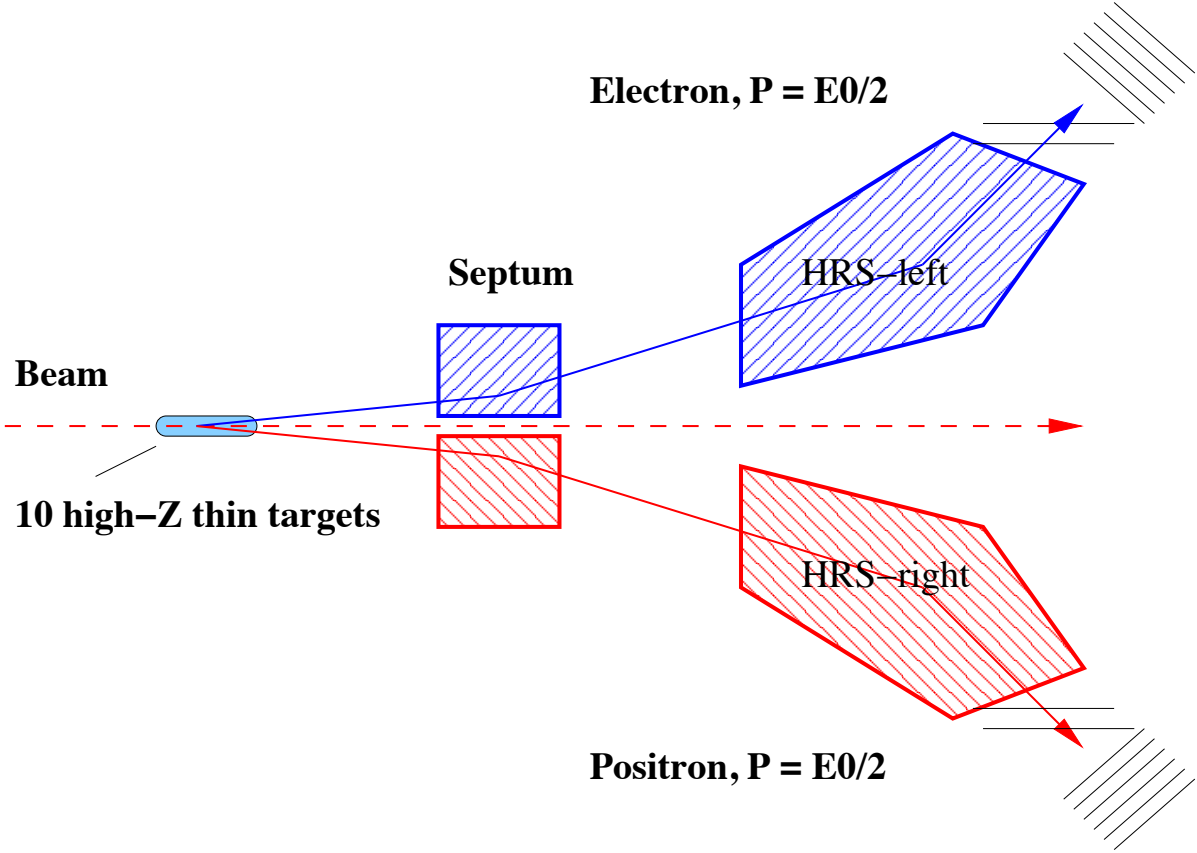 Electron, P = E0/2
HRS−left
Septum
Beam
10 high−Z thin targets
HRS−right
Positron, P = E0/2